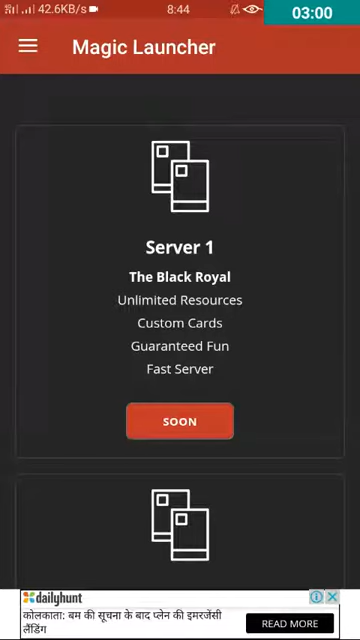 42.6KB/s 8:44 03:00
Magic Launcher
Server 1
The Black Royal
Unlimited Resources
Custom Cards
Guaranteed Fun
Fast Server
SOON
dailyhunt
कोलकाता: बम की सूचना के बाद प्लेन की इमरजेंसी
लैंडिंग
READ MORE